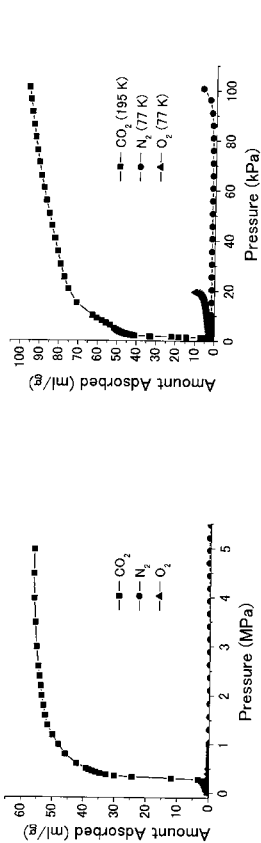 Amount Adsorbed (ml/g)
60
50
40
30
20
10
0
CO2
N2
O2
0 1 2 3 4 5
Pressure (MPa)
Amount Adsorbed (ml/g)
100
90
80
70
60
50
40
30
20
10
0
CO2 (195 K)
N2 (77 K)
O2 (77 K)
0 20 40 60 80 100
Pressure (kPa)